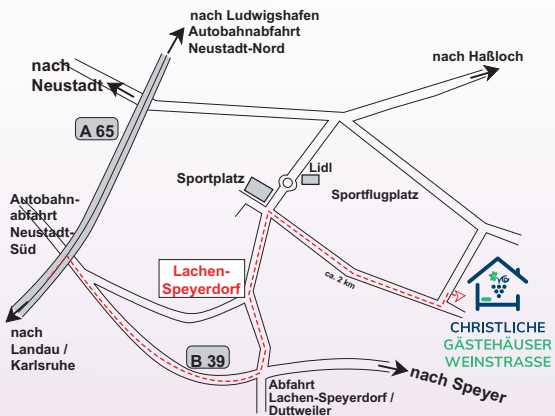 nach Ludwigshafen
Autobahnabfahrt
Neustadt-Nord
nach Haßloch
nach
Neustadt
A 65
Lidl
Sportplatz
Sportflugplatz
Autobahn-
abfahrt
Neustadt-
Süd
Lachen-
Speyerdorf
ca. 2 km
CHRISTLICHE
GÄSTEHÄUSER
WEINSTRASSE
nach
Landau /
Karlsruhe
B 39
nach Speyer
Abfahrt
Lachen-Speyerdorf /
Duttweiler